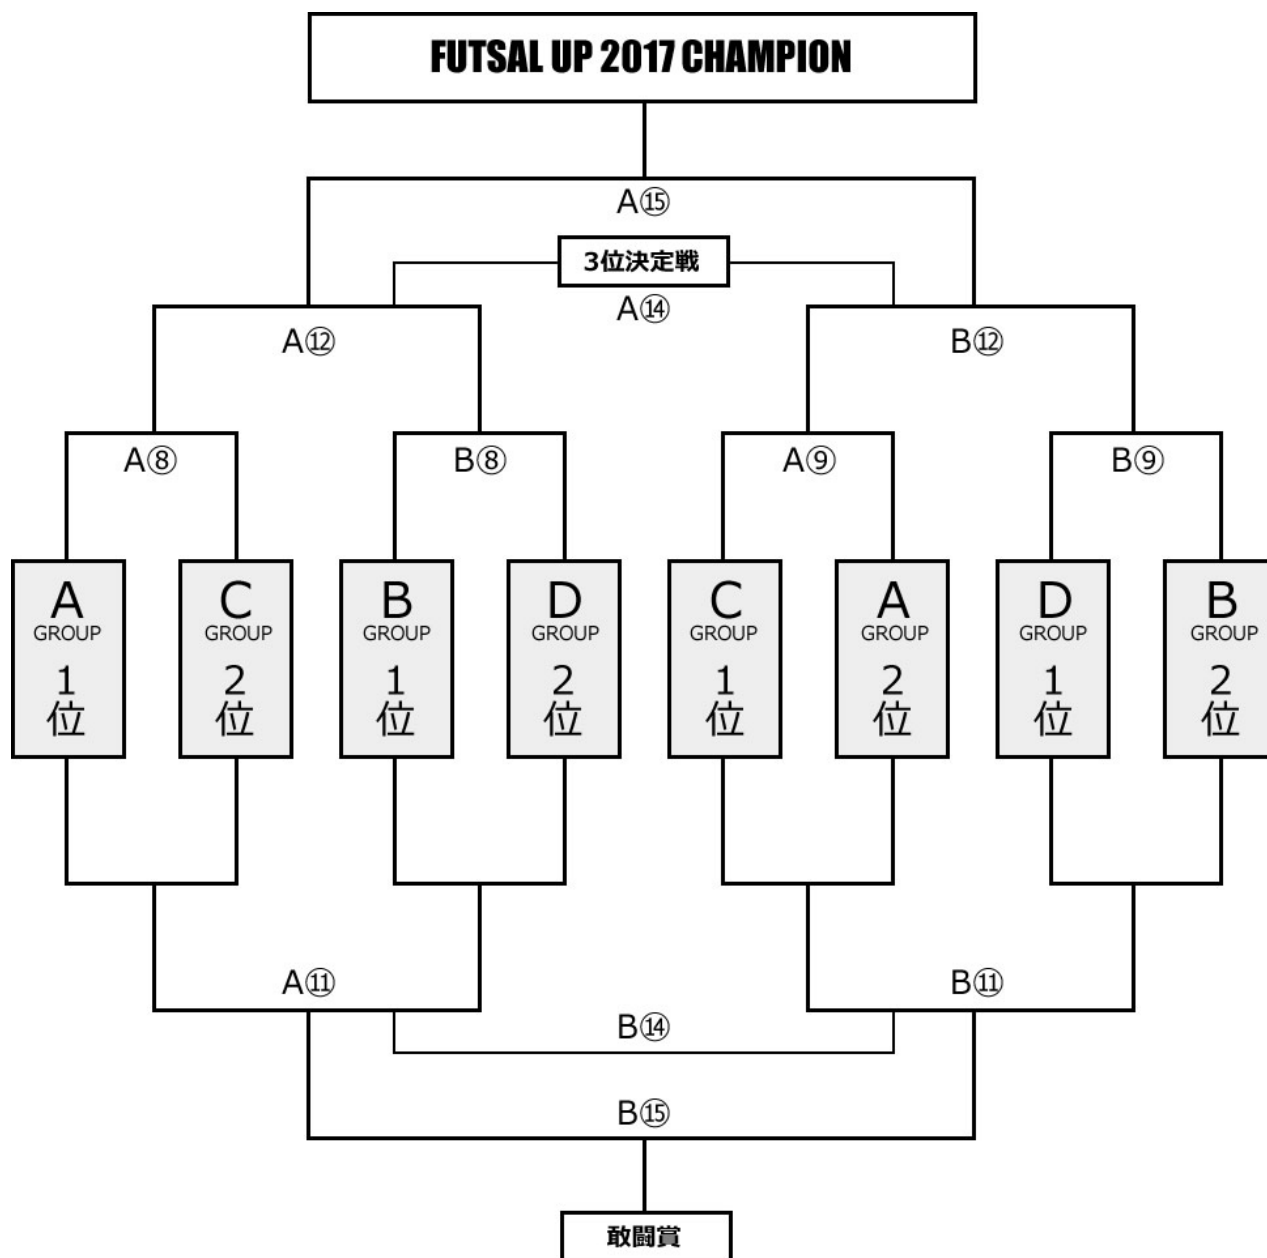 FUTSAL UP 2017 CHAMPION
A⑮
3位決定戦
A⑭
A⑫
B⑫
A⑧
B⑧
A⑨
B⑨
A
GROUP
1
位
C
GROUP
2
位
B
GROUP
1
位
D
GROUP
2
位
C
GROUP
1
位
A
GROUP
2
位
D
GROUP
1
位
B
GROUP
2
位
A⑪
B⑪
B⑭
B⑮
敢闘賞